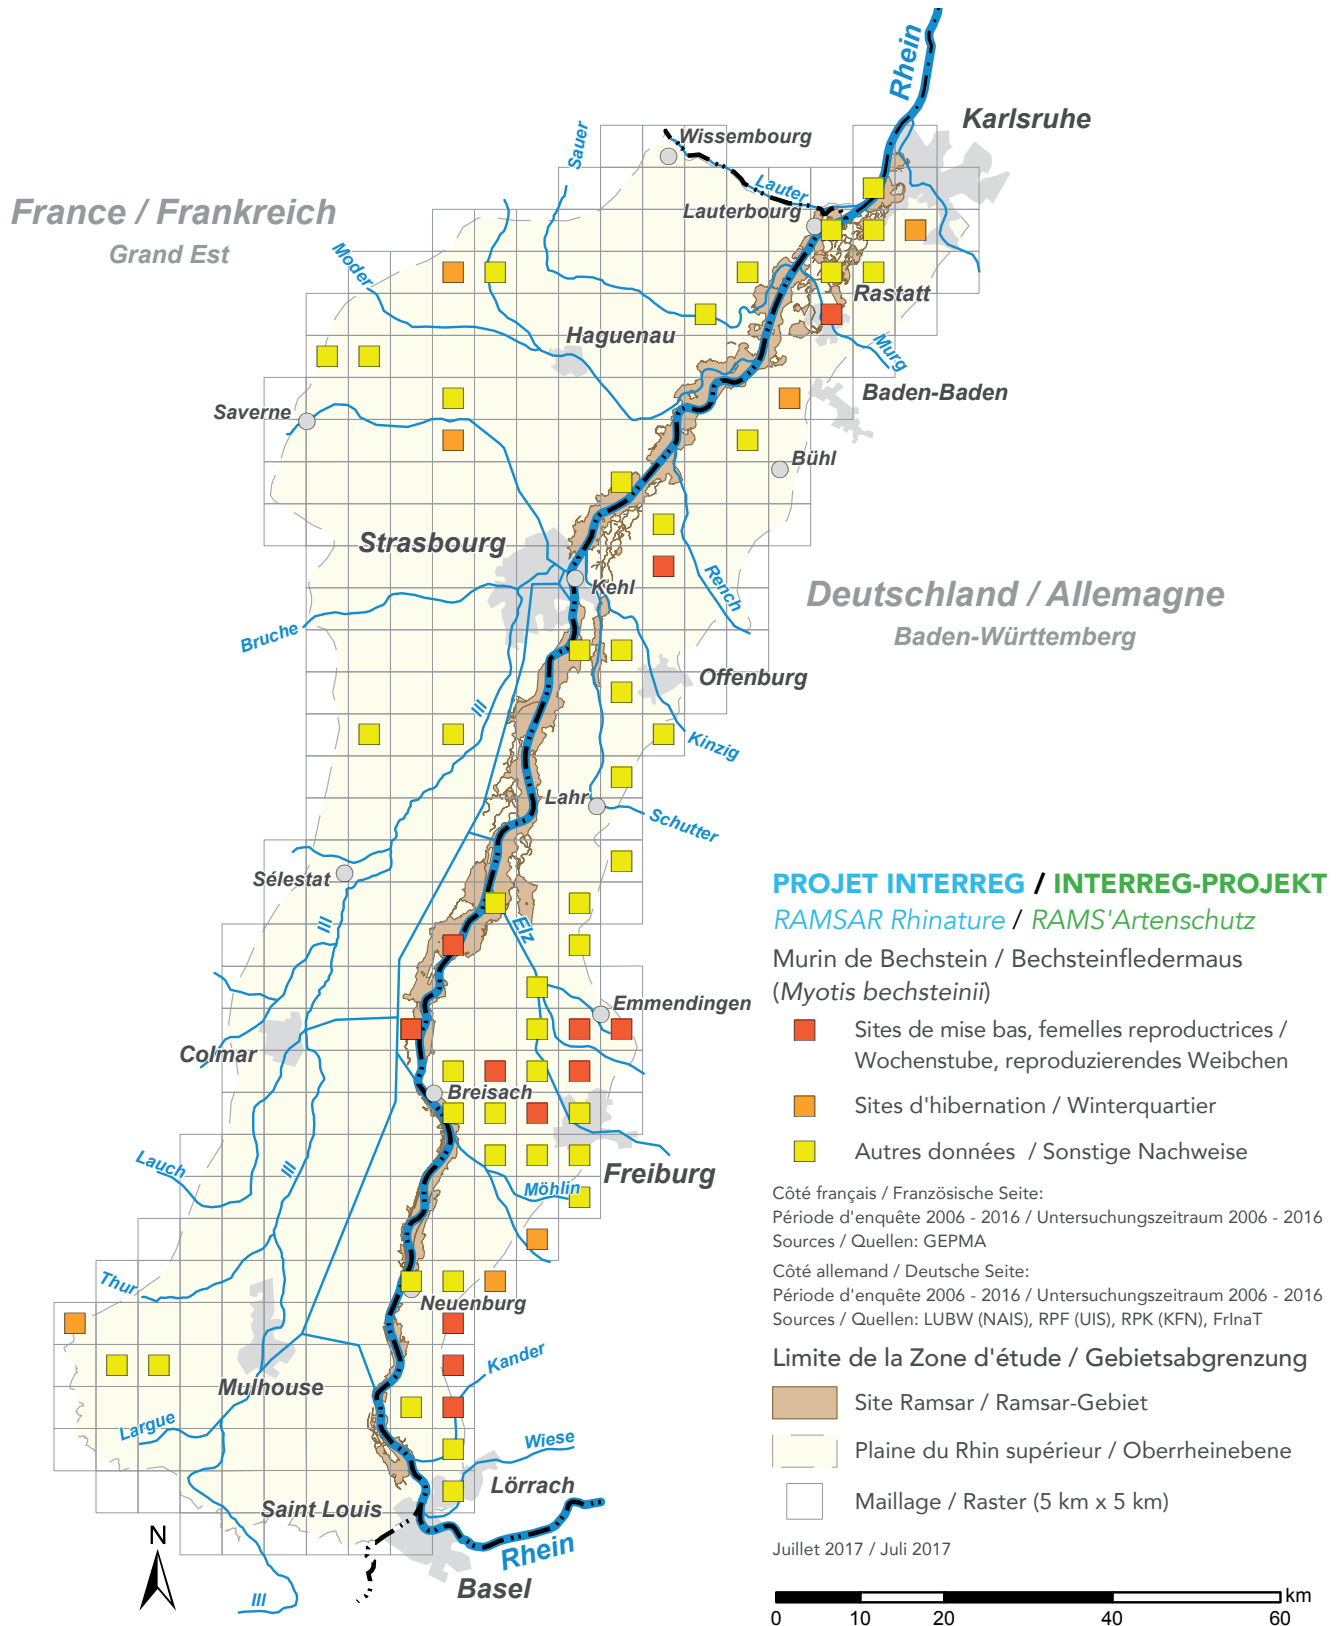 Rhein
Karlsruhe
Wissembourg
Sauer
Lauter
Lauterbourg
France / Frankreich
Grand Est
Moder
Rastatt
Haguenau
Murg
Baden-Baden
Saverne
Bühl
Strasbourg
Kehl
Rench
Deutschland / Allemagne
Baden-Württemberg
Bruche
Offenburg
Ill
Kinzig
Lahr
Schutter
Sélestat
Ill
Elz
Emmendingen
Colmar
Breisach
Lauch
Ill
Freiburg
Möhlin
Thur
Neuenburg
Kander
Mulhouse
Largue
Wiese
Lörrach
Saint Louis
Rhein
Basel
Ill
N
PROJET INTERREG / INTERREG-PROJEKT
RAMSAR Rhinature / RAMS'Artenschutz
Murin de Bechstein / Bechsteinfledermaus
(Myotis bechsteinii)
Sites de mise bas, femelles reproductrices /
Wochenstube, reproduzierendes Weibchen
Sites d'hibernation / Winterquartier
Autres données / Sonstige Nachweise
Côté français / Französische Seite:
Période d'enquête 2006 - 2016 / Untersuchungszeitraum 2006 - 2016
Sources / Quellen: GEPMA
Côté allemand / Deutsche Seite:
Période d'enquête 2006 - 2016 / Untersuchungszeitraum 2006 - 2016
Sources / Quellen: LUBW (NAIS), RPF (UIS), RPK (KFN), FrInaT
Limite de la Zone d'étude / Gebietsabgrenzung
Site Ramsar / Ramsar-Gebiet
Plaine du Rhin supérieur / Oberrheinebene
Maillage / Raster (5 km x 5 km)
Juillet 2017 / Juli 2017
km
0 10 20 40 60